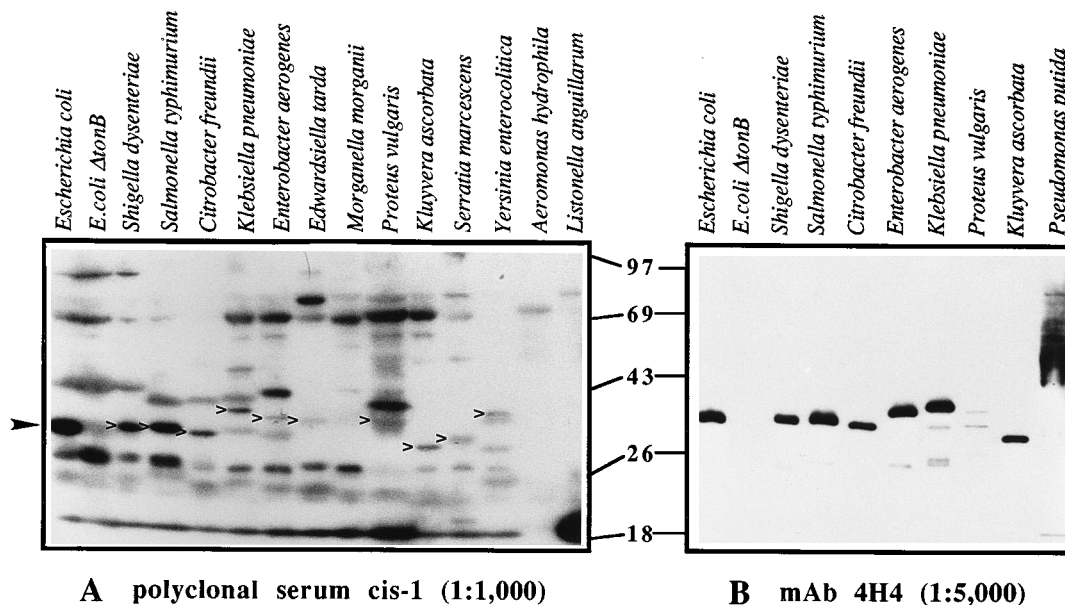 Escherichia coli
E.coli ΔtonB
Shigella dysenteriae
Salmonella typhimurium
Citrobacter freundii
Klebsiella pneumoniae
Enterobacter aerogenes
Edwardsiella tarda
Morganella morganii
Proteus vulgaris
Kluyvera ascorbata
Serratia marcescens
Yersinia enterocolitica
Aeromonas hydrophila
Listonella anguillarum
Escherichia coli
E.coli ΔtonB
Shigella dysenteriae
Salmonella typhimurium
Citrobacter freundii
Enterobacter aerogenes
Klebsiella pneumoniae
Proteus vulgaris
Kluyvera ascorbata
Pseudomonas putida
97
69
43
26
18
A polyclonal serum cis-1 (1:1,000)
B mAb 4H4 (1:5,000)